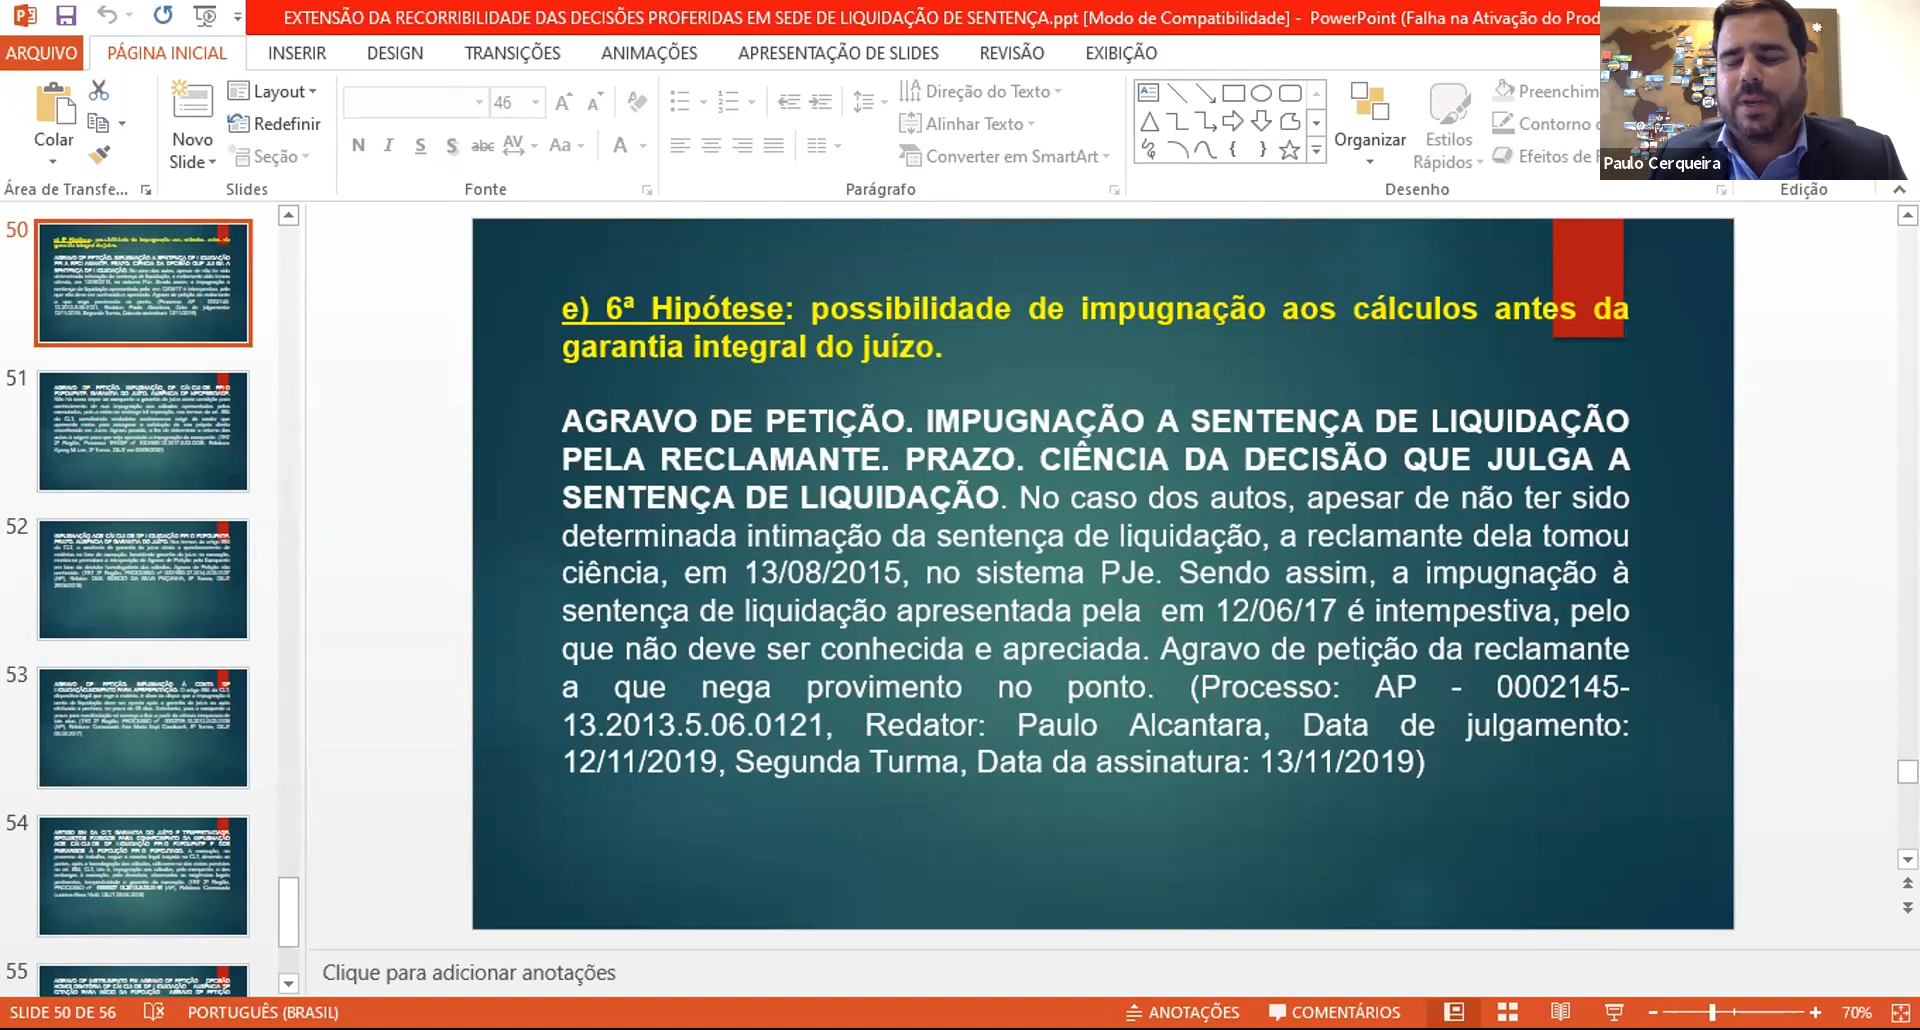 EXTENSÃO DA RECORRIBILIDADE DAS DECISÕES PROFERIDAS EM SEDE DE LIQUIDAÇÃO DE SENTENÇA.ppt [Modo de Compatibilidade] - PowerPoint (Falha na Ativação do Prod
ARQUIVO PÁGINA INICIAL INSERIR DESIGN TRANSIÇÕES ANIMAÇÕES APRESENTAÇÃO DE SLIDES REVISÃO EXIBIÇÃO
Colar
Novo
Slide
Layout
Redefinir
Seção
46
N I S S abc AV Aa A
Direção do Texto
Alinhar Texto
Converter em SmartArt
Organizar
Estilos
Rápidos
Preenchim
Contorno
Efeitos de
Paulo Cerqueira
Área de Transfe... Slides Fonte Parágrafo Desenho Edição
50
51
52
53
54
55
e) 6ª Hipótese: possibilidade de impugnação aos cálculos antes da
garantia integral do juízo.
AGRAVO DE PETIÇÃO. IMPUGNAÇÃO A SENTENÇA DE LIQUIDAÇÃO
PELA RECLAMANTE. PRAZO. CIÊNCIA DA DECISÃO QUE JULGA A
SENTENÇA DE LIQUIDAÇÃO. No caso dos autos, apesar de não ter sido
determinada intimação da sentença de liquidação, a reclamante dela tomou
ciência, em 13/08/2015, no sistema PJe. Sendo assim, a impugnação à
sentença de liquidação apresentada pela em 12/06/17 é intempestiva, pelo
que não deve ser conhecida e apreciada. Agravo de petição da reclamante
a que nega provimento no ponto. (Processo: AP - 0002145-
13.2013.5.06.0121, Redator: Paulo Alcantara, Data de julgamento:
12/11/2019, Segunda Turma, Data da assinatura: 13/11/2019)
Clique para adicionar anotações
SLIDE 50 DE 56 PORTUGUÊS (BRASIL) ANOTAÇÕES COMENTÁRIOS 70%